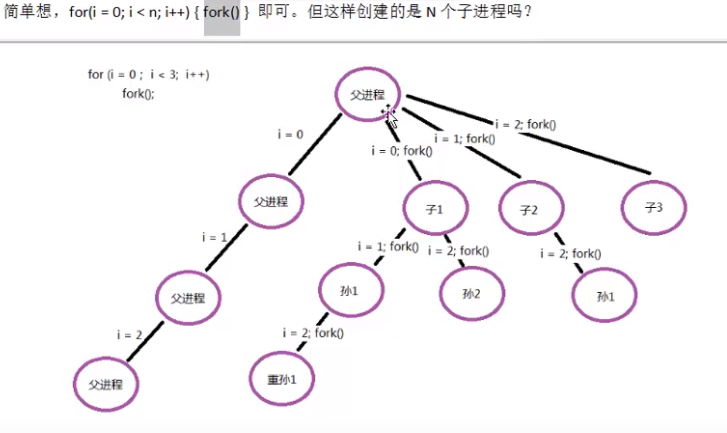 简单想，for(i = 0; i < n; i++) { fork() } 即可。但这样创建的是 N 个子进程吗？
for (i = 0 ; i < 3; i++)
fork();
父进程
i = 2; fork()
i = 0
i = 1; fork()
i = 0; fork()
父进程
子1
子2
子3
i = 1
i = 1; fork()
i = 2; fork()
i = 2; fork()
父进程
孙1
孙2
孙1
i = 2
i = 2; fork()
父进程
重孙1